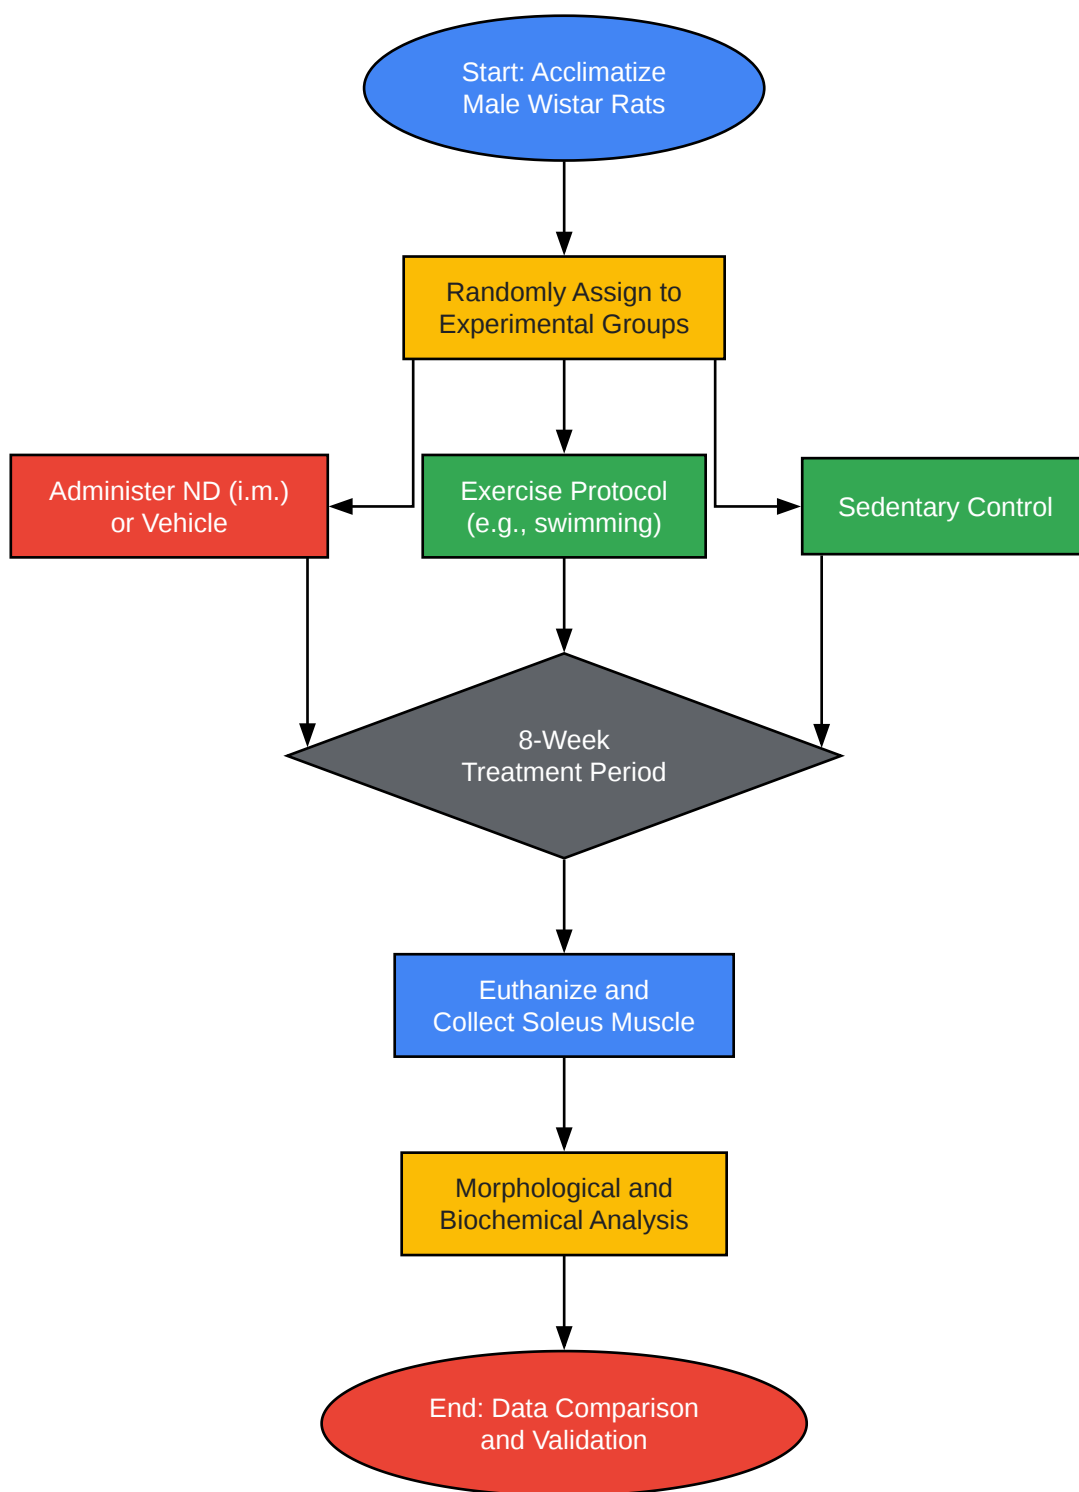 Start: Acclimatize
Male Wistar Rats
Randomly Assign to
Experimental Groups
Administer ND (i.m.)
or Vehicle
Exercise Protocol
(e.g., swimming)
Sedentary Control
8-Week
Treatment Period
Euthanize and
Collect Soleus Muscle
Morphological and
Biochemical Analysis
End: Data Comparison
and Validation